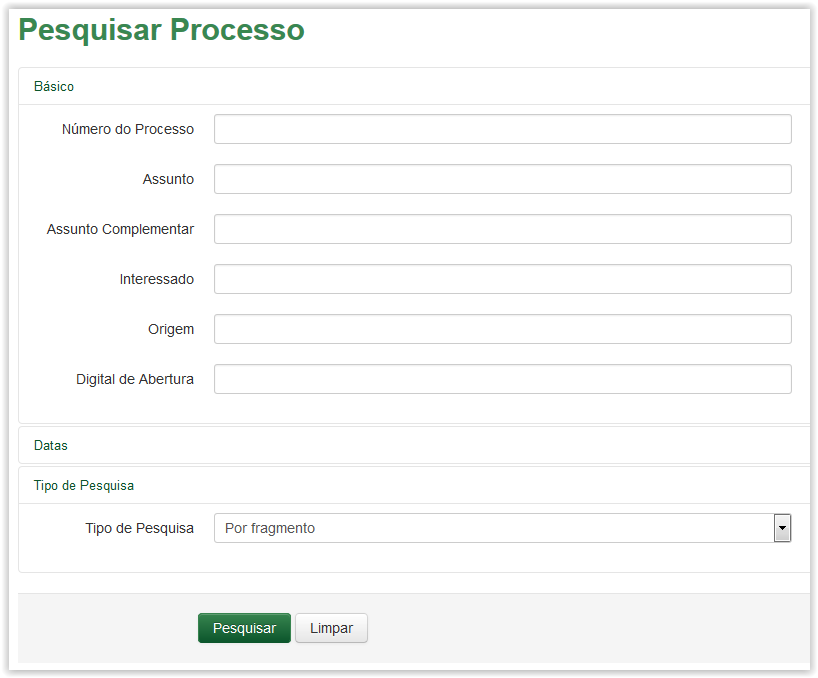 Pesquisar Processo
Básico
Número do Processo
Assunto
Assunto Complementar
Interessado
Origem
Digital de Abertura
Datas
Tipo de Pesquisa
Tipo de Pesquisa Por fragmento
Pesquisar Limpar